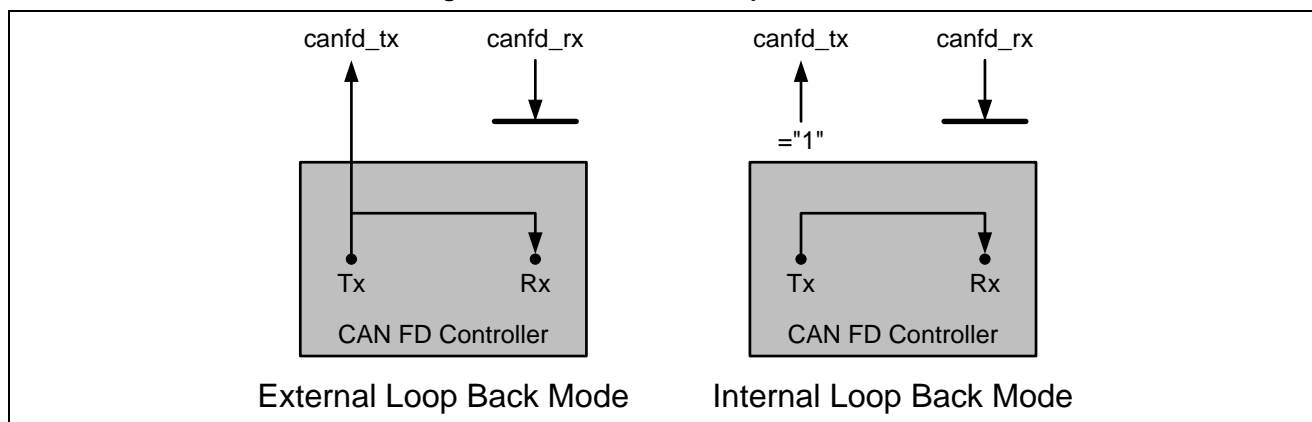 canfd_tx canfd_rx canfd_tx canfd_rx
="1"
Tx Rx Tx Rx
CAN FD Controller CAN FD Controller
External Loop Back Mode Internal Loop Back Mode